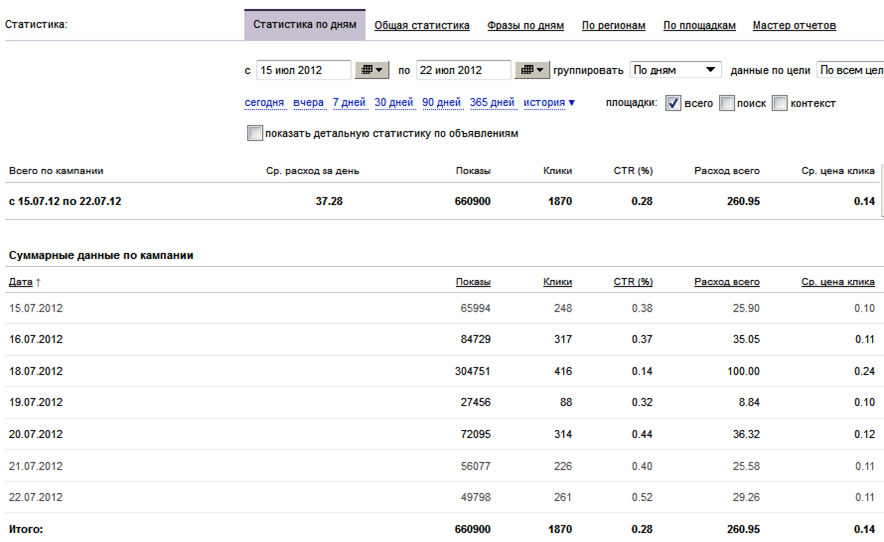 Статистика: Статистика по дням Общая статистика Фразы по дням По регионам По площадкам Мастер отчетов
с 15 июл 2012 по 22 июл 2012 группировать По дням данные по цели По всем цел
сегодня вчера 7 дней 30 дней 90 дней 365 дней история ▼ площадки: всего поиск контекст
показать детальную статистику по объявлениям
Всего по кампании Ср. расход за день Показы Клики CTR (%) Расход всего Ср. цена клика
с 15.07.12 по 22.07.12 37.28 660900 1870 0.28 260.95 0.14
Суммарные данные по кампании
Дата ↑ Показы Клики CTR (%) Расход всего Ср. цена клика
15.07.2012 65994 248 0.38 25.90 0.10
16.07.2012 84729 317 0.37 35.05 0.11
18.07.2012 304751 416 0.14 100.00 0.24
19.07.2012 27456 88 0.32 8.84 0.10
20.07.2012 72095 314 0.44 36.32 0.12
21.07.2012 56077 226 0.40 25.58 0.11
22.07.2012 49798 261 0.52 29.26 0.11
Итого: 660900 1870 0.28 260.95 0.14